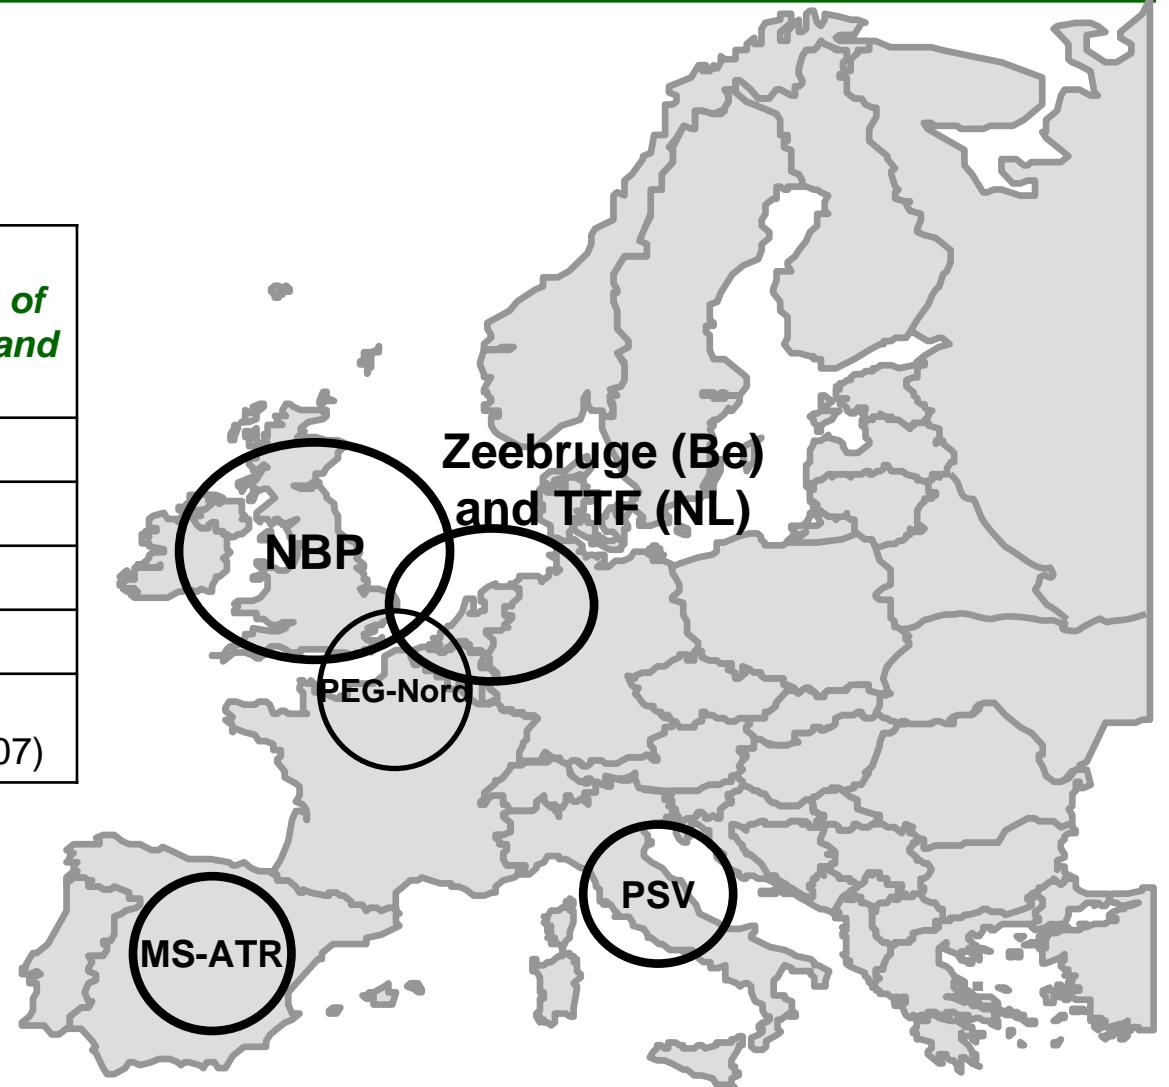 of
and
07)
Zeebruge (Be)
and TTF (NL)
NBP
PEG-Nord
PSV
MS-ATR